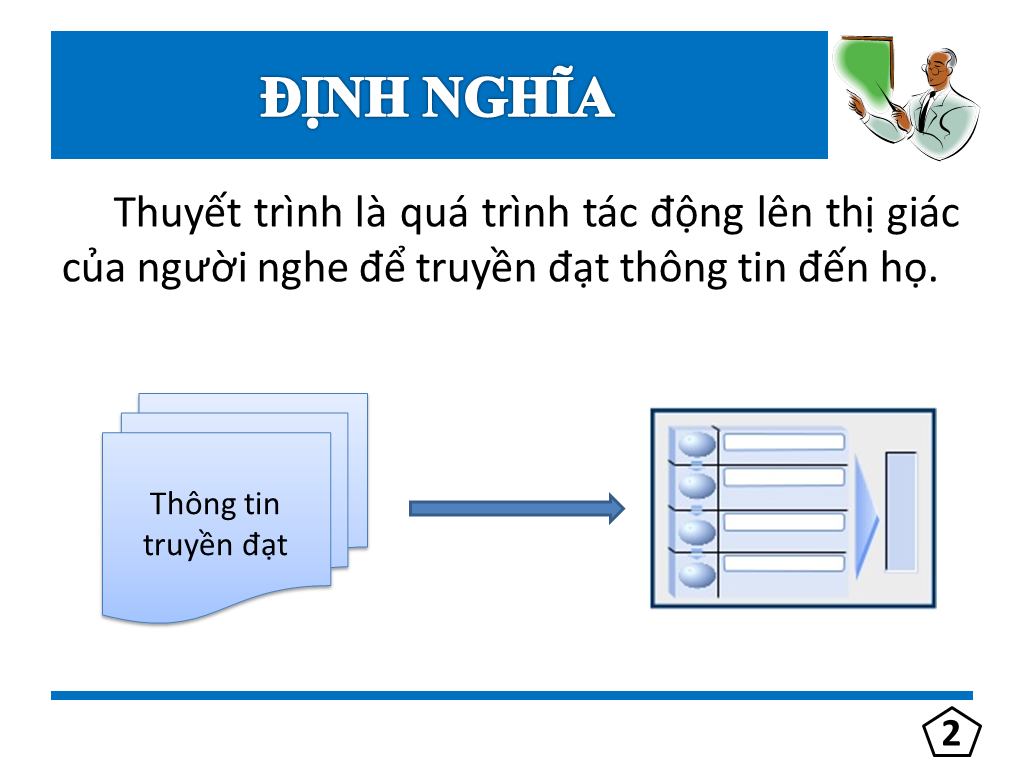 ĐỊNH NGHĨA
Thuyết trình là quá trình tác động lên thị giác
của người nghe để truyền đạt thông tin đến họ.
Thông tin
truyền đạt
2